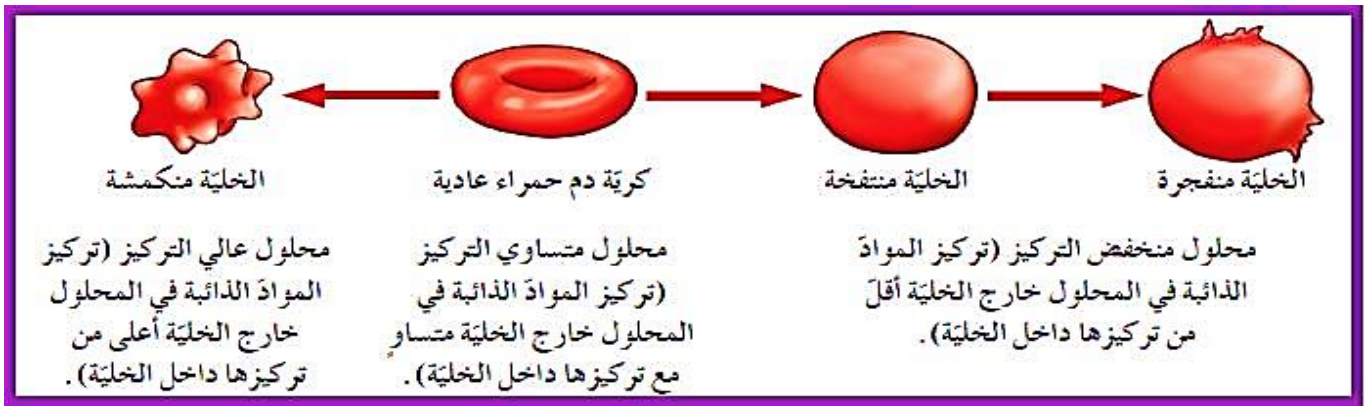 الخليّة منفجرة
الخليّة منتفخة
كريّة دم حمراء عادية
الخليّة منكمشة
محلول منخفض التركيز (تركيز الموادّ
الذائبة في المحلول خارج الخليّة أقلّ
من تركيزها داخل الخليّة).
محلول متساوي التركيز
(تركيز الموادّ الذائبة في
المحلول خارج الخليّة متساو
مع تركيزها داخل الخليّة).
محلول عالي التركيز (تركيز
الموادّ الذائبة في المحلول
خارج الخليّة أعلى من
تركيزها داخل الخليّة).